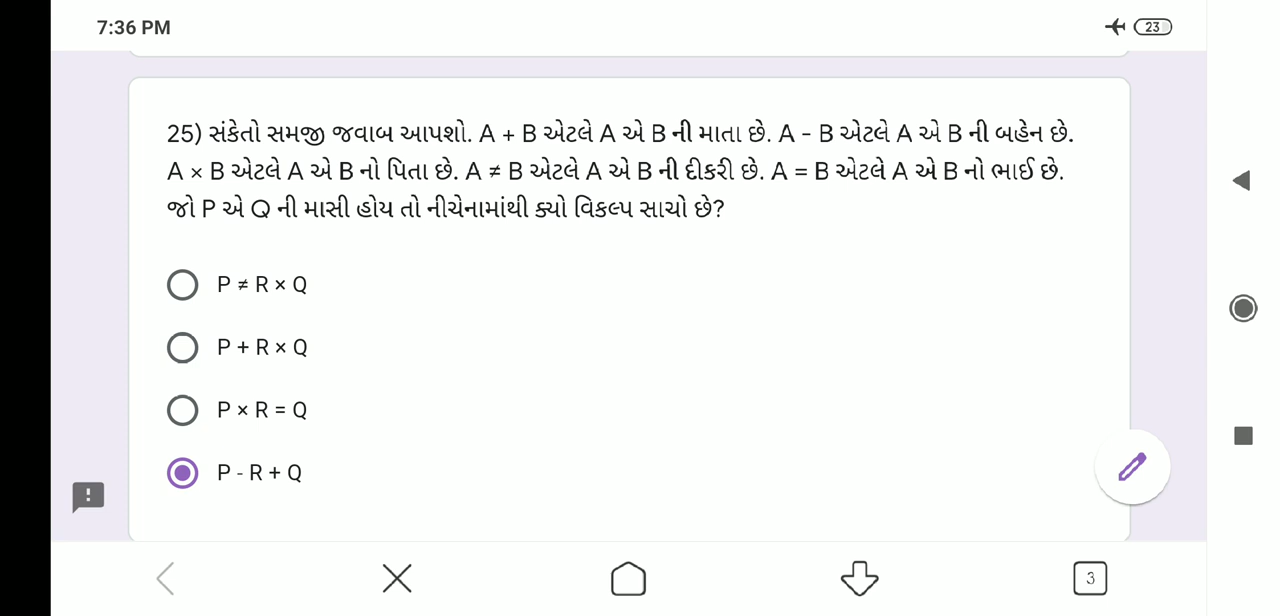 7:36 PM
23
25) સંકેતો સમજી જવાબ આપશો. A + B એટલે A એ B ની માતા છે. A - B એટલે A એ B ની બહેન છે.
A × B એટલે A એ B નો પિતા છે. A ≠ B એટલે A એ B ની દીકરી છે. A = B એટલે A એ B નો ભાઈ છે.
જો P એ Q ની માસી હોય તો નીચેનામાંથી ક્યો વિકલ્પ સાચો છે?
P ≠ R × Q
P + R × Q
P × R = Q
P - R + Q
3